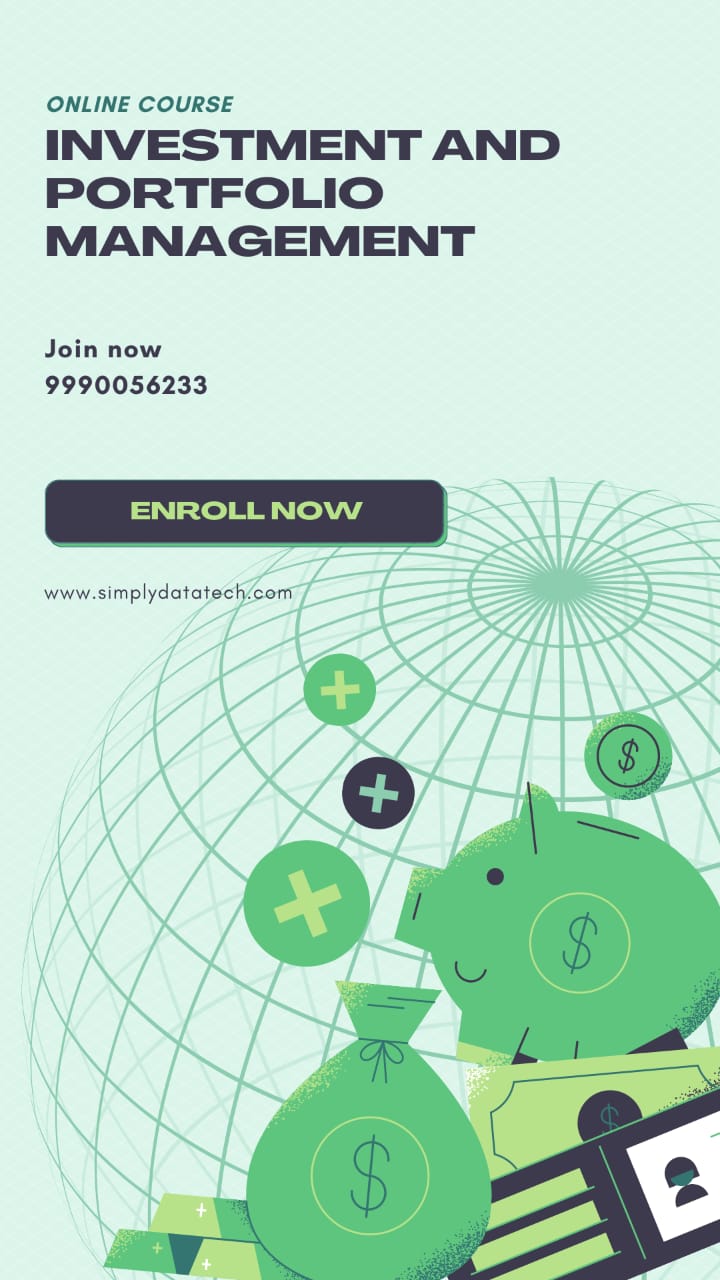 ONLINE COURSE
INVESTMENT AND
PORTFOLIO
MANAGEMENT
Join now
9990056233
ENROLL NOW
www.simplydatatech.com
$
$
$
$